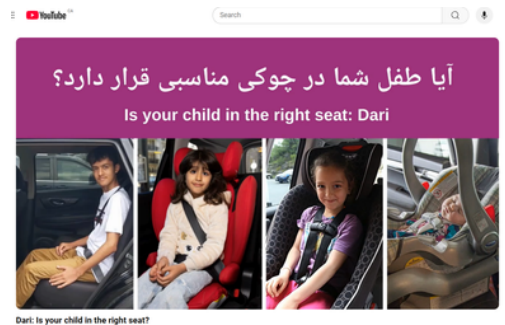 YouTube CA
Search
آیا طفل شما در چوکی مناسبی قرار دارد؟
Is your child in the right seat: Dari
Dari: Is your child in the right seat?